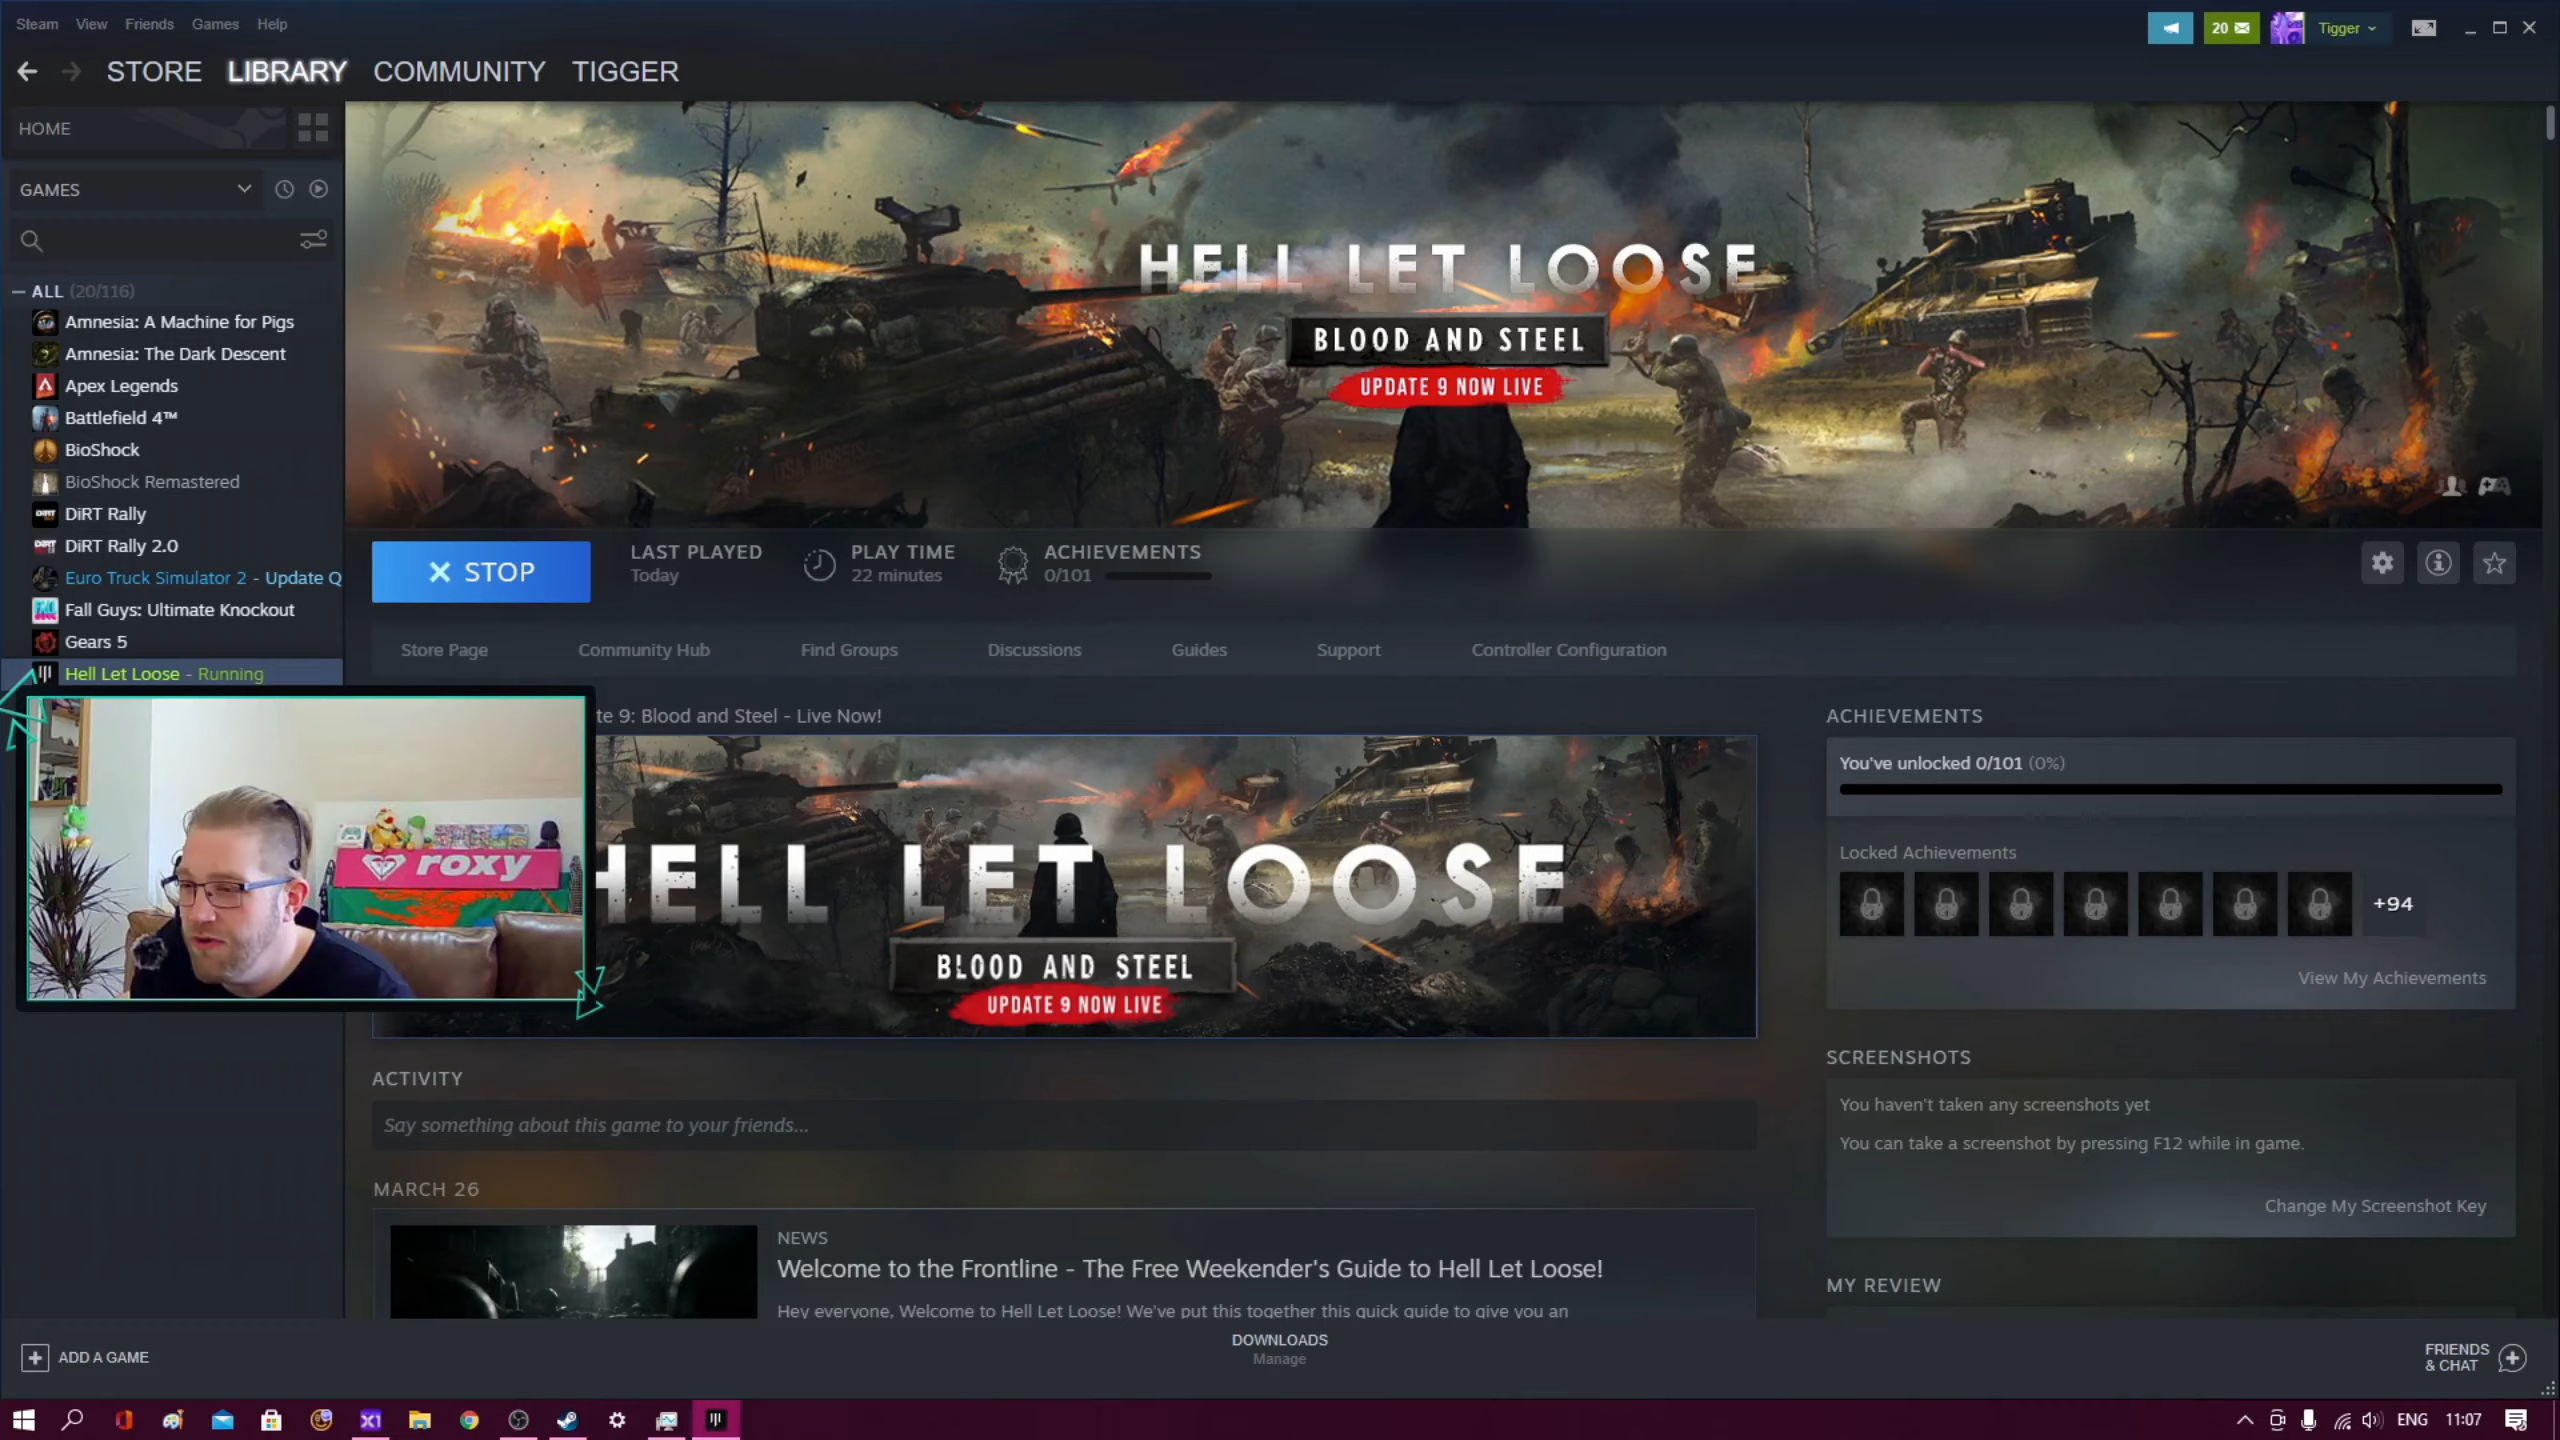 Steam View Friends Games Help
20
Tigger
STORE LIBRARY COMMUNITY TIGGER
HOME
GAMES
ALL (20/116)
Amnesia: A Machine for Pigs
Amnesia: The Dark Descent
Apex Legends
Battlefield 4™
BioShock
BioShock Remastered
DiRT Rally
DiRT Rally 2.0
Euro Truck Simulator 2 - Update Q
Fall Guys: Ultimate Knockout
Gears 5
Hell Let Loose - Running
HELL LET LOOSE
BLOOD AND STEEL
UPDATE 9 NOW LIVE
STOP
LAST PLAYED
Today
PLAY TIME
22 minutes
ACHIEVEMENTS
0/101
Store Page Community Hub Find Groups Discussions Guides Support Controller Configuration
te 9: Blood and Steel - Live Now!
HELL LET LOOSE
BLOOD AND STEEL
UPDATE 9 NOW LIVE
roxy
ACTIVITY
Say something about this game to your friends...
MARCH 26
NEWS
Welcome to the Frontline - The Free Weekender's Guide to Hell Let Loose!
Hey everyone, Welcome to Hell Let Loose! We've put this together this quick guide to give you an
ACHIEVEMENTS
You've unlocked 0/101 (0%)
Locked Achievements
+94
View My Achievements
SCREENSHOTS
You haven't taken any screenshots yet
You can take a screenshot by pressing F12 while in game.
Change My Screenshot Key
MY REVIEW
ADD A GAME
DOWNLOADS
Manage
FRIENDS
& CHAT
X1
ENG 11:07